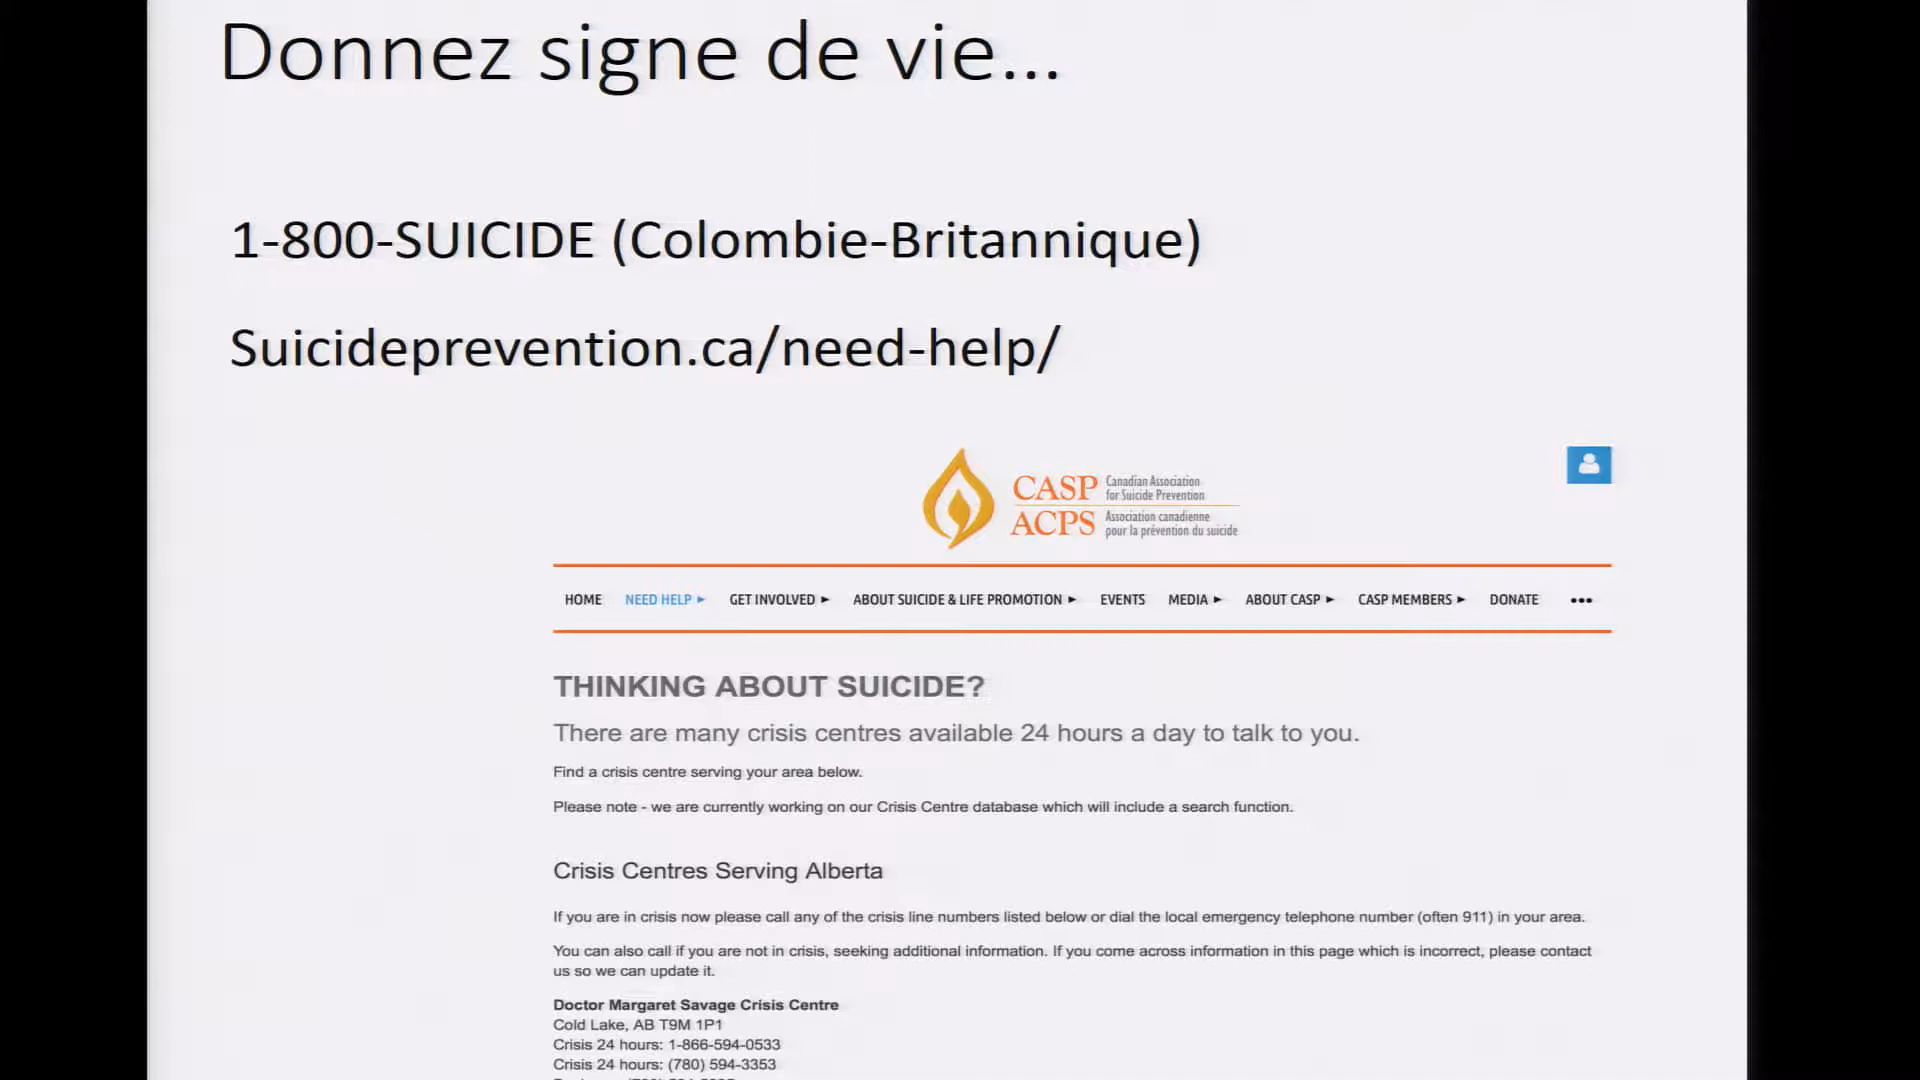 Donnez signe de vie...
1-800-SUICIDE (Colombie-Britannique)
Suicideprevention.ca/need-help/
CASP Canadian Association for Suicide Prevention
ACPS Association canadienne pour la prévention du suicide
HOME NEED HELP GET INVOLVED ABOUT SUICIDE & LIFE PROMOTION EVENTS MEDIA ABOUT CASP CASP MEMBERS DONATE
THINKING ABOUT SUICIDE?
There are many crisis centres available 24 hours a day to talk to you.
Find a crisis centre serving your area below.
Please note - we are currently working on our Crisis Centre database which will include a search function.
Crisis Centres Serving Alberta
If you are in crisis now please call any of the crisis line numbers listed below or dial the local emergency telephone number (often 911) in your area.
You can also call if you are not in crisis, seeking additional information. If you come across information in this page which is incorrect, please contact
us so we can update it.
Doctor Margaret Savage Crisis Centre
Cold Lake, AB T9M 1P1
Crisis 24 hours: 1-866-594-0533
Crisis 24 hours: (780) 594-3353